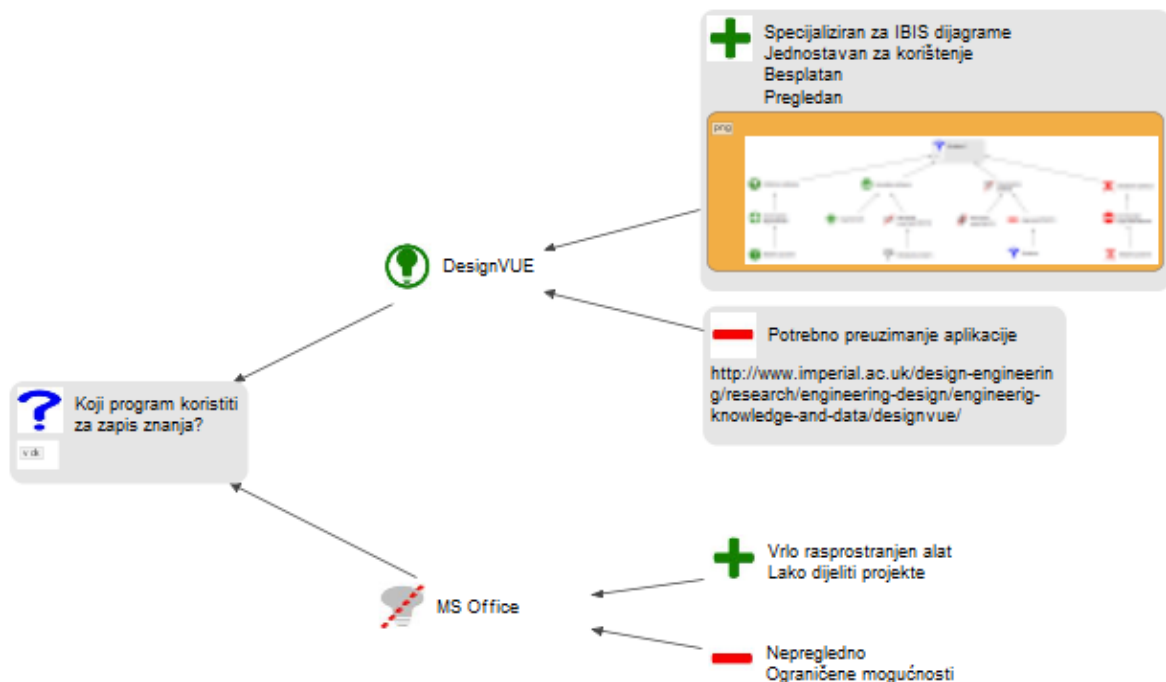 Specijaliziran za IBIS dijagrame
Jednostavan za korištenje
Besplatan
Pregledan
png
DesignVUE
Potrebno preuzimanje aplikacije
http://www.imperial.ac.uk/design-engineerin
g/research/engineering-design/engineerig-
knowledge-and-data/designvue/
Koji program koristiti
za zapis znanja?
Vrlo rasprostranjen alat
Lako dijeliti projekte
MS Office
Nepregledno
Ograničene mogućnosti